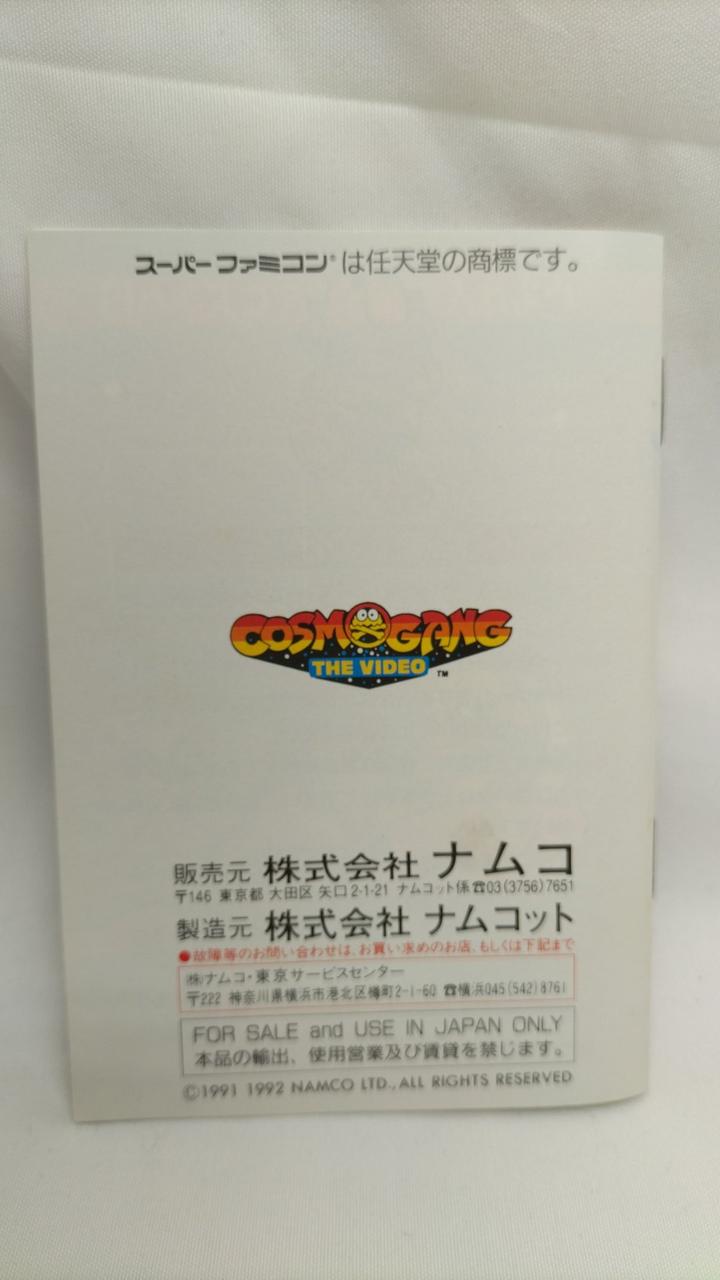 スーパーファミコン®は任天堂の商標です。
COSMOGANG
THE VIDEO
TM
販売元 株式会社 ナムコ
〒146 東京都 大田区 矢口2-1-21 ナムコット係☎03(3756)7651
製造元 株式会社 ナムコット
●故障等のお問い合わせは、お買い求めのお店、もしくは下記まで
㈱ナムコ・東京サービスセンター
〒222 神奈川県横浜市港北区樽町2-1-60 ☎横浜045(542)8761
FOR SALE and USE IN JAPAN ONLY
本品の輸出、使用営業及び賃貸を禁じます。
©1991 1992 NAMCO LTD., ALL RIGHTS RESERVED